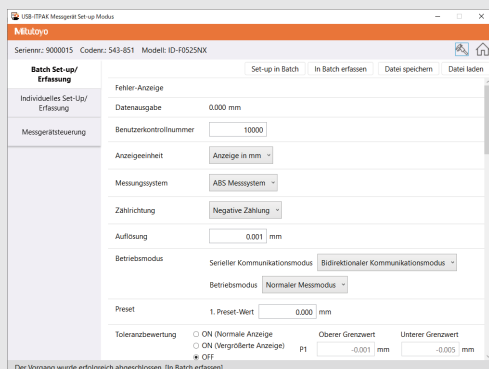 USB-ITPAK Messgerät Set-up Modus
Mitutoyo
Seriennr.: 9000015 Codenr.: 543-851 Modell: ID-F0525NX
Batch Set-up/
Erfassung
Individuelles Set-Up/
Erfassung
Messgerätsteuerung
Set-up in Batch In Batch erfassen Datei speichern Datei laden
Fehler-Anzeige
Datenausgabe 0.000 mm
Benutzerkontrollnummer 10000
Anzeigeeinheit Anzeige in mm
Messungssystem ABS Messsystem
Zählrichtung Negative Zählung
Auflösung 0.001 mm
Betriebsmodus Serieller Kommunikationsmodus Bidirektionaler Kommunikationsmodus
Betriebsmodus Normaler Messmodus
Preset 1. Preset-Wert 0.000 mm
Toleranzbewertung ON (Normale Anzeige Oberer Grenzwert Unterer Grenzwert
ON (Vergrößerte Anzeige) P1 -0.001 mm -0.005 mm
OFF
Der Vorgang wurde erfolgreich abgeschlossen. [In Batch erfassen]